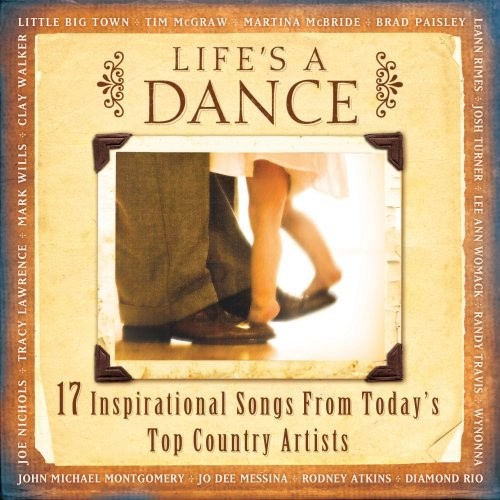 LITTLE BIG TOWN + TIM McGRAW + MARTINA McBRIDE + BRAD PAISLEY
LeANN RIMES + JOSH TURNER + LEE ANN WOMACK + RANDY TRAVIS + WYNONNA
JOE NICHOLS + TRACY LAWRENCE + MARK WILLS + CLAY WALKER
LIFE'S A
DANCE
17 Inspirational Songs From Today's
Top Country Artists
JOHN MICHAEL MONTGOMERY + JO DEE MESSINA + RODNEY ATKINS + DIAMOND RIO